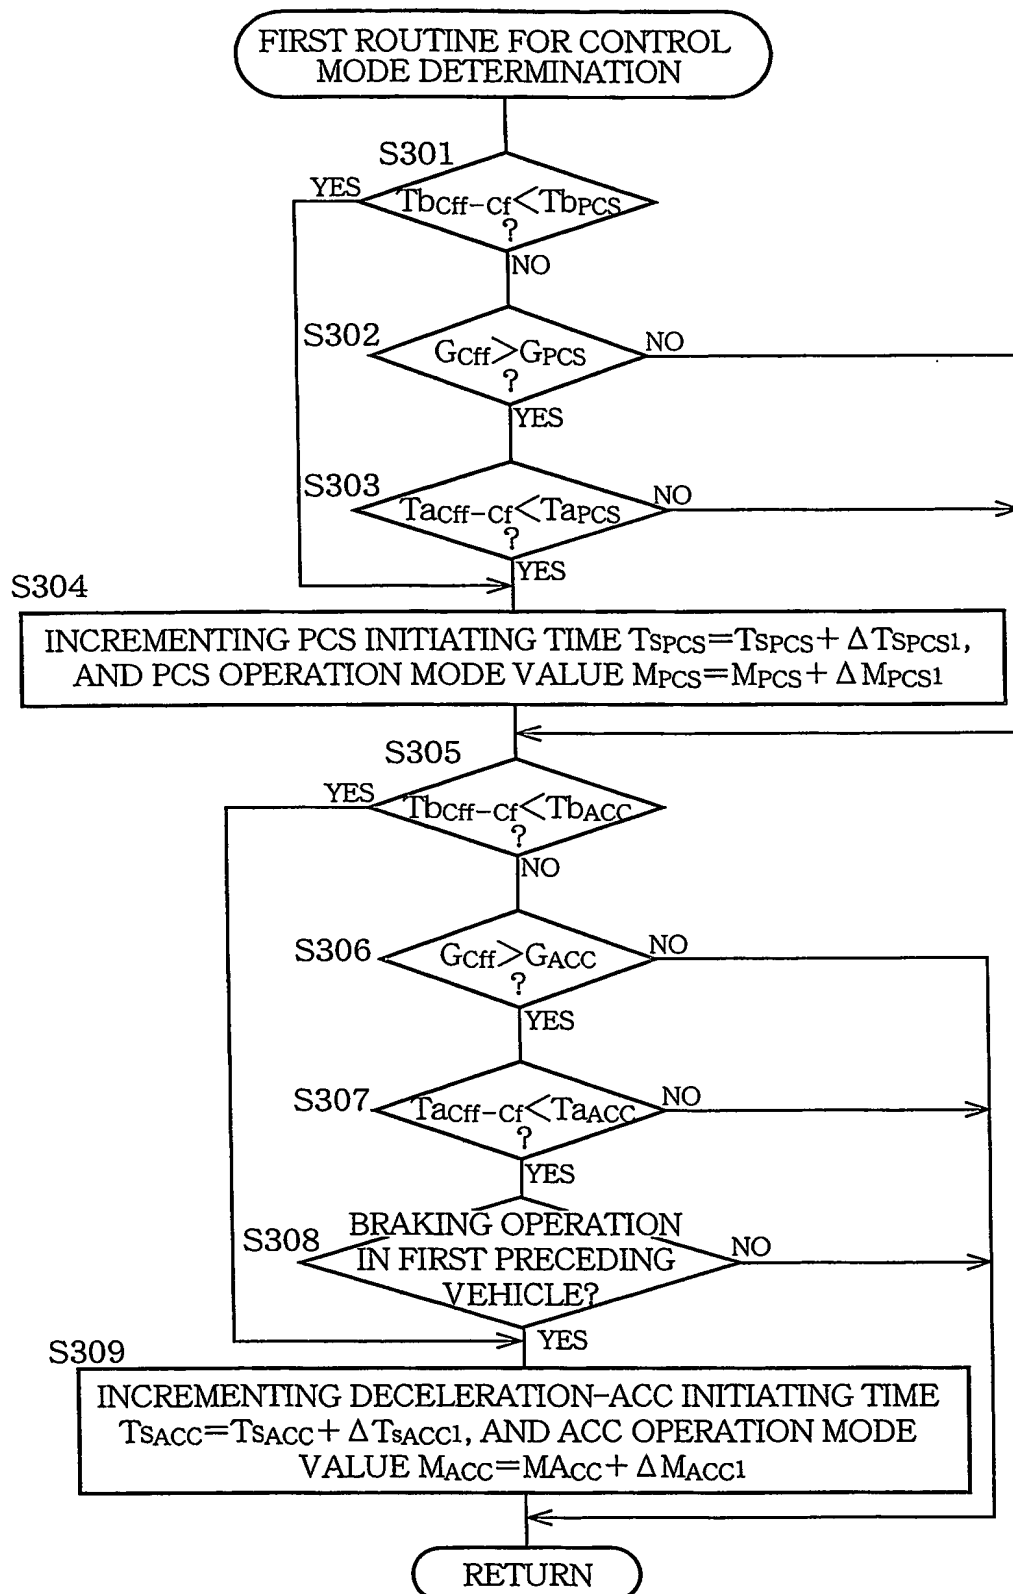 FIRST ROUTINE FOR CONTROL
MODE DETERMINATION
S301
YES
TbCff-Cf<TbPCS
?
NO
S302
GCff>GPCS
?
NO
YES
S303
TaCff-Cf<TaPCS
?
NO
YES
S304
INCREMENTING PCS INITIATING TIME TsPCS=TsPCS+ΔTsPCS1,
AND PCS OPERATION MODE VALUE MPCS=MPCS+ΔMPCS1
S305
YES
TbCff-Cf<TbACC
?
NO
S306
GCff>GACC
?
NO
YES
S307
TaCff-Cf<TaACC
?
NO
YES
S308
BRAKING OPERATION
IN FIRST PRECEDING
VEHICLE?
NO
YES
S309
INCREMENTING DECELERATION-ACC INITIATING TIME
TsACC=TsACC+ΔTsACC1, AND ACC OPERATION MODE
VALUE MACC=MACC+ΔMACC1
RETURN